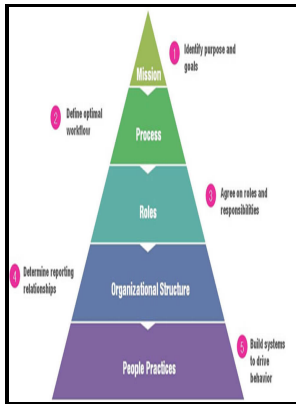 1
Identify purpose and
goals
Mission
2
Define optimal
workflow
Process
3
Agree on roles and
responsibilities
Roles
4
Determine reporting
relationships
Organizational Structure
5
Build systems
to drive
behavior
People Practices